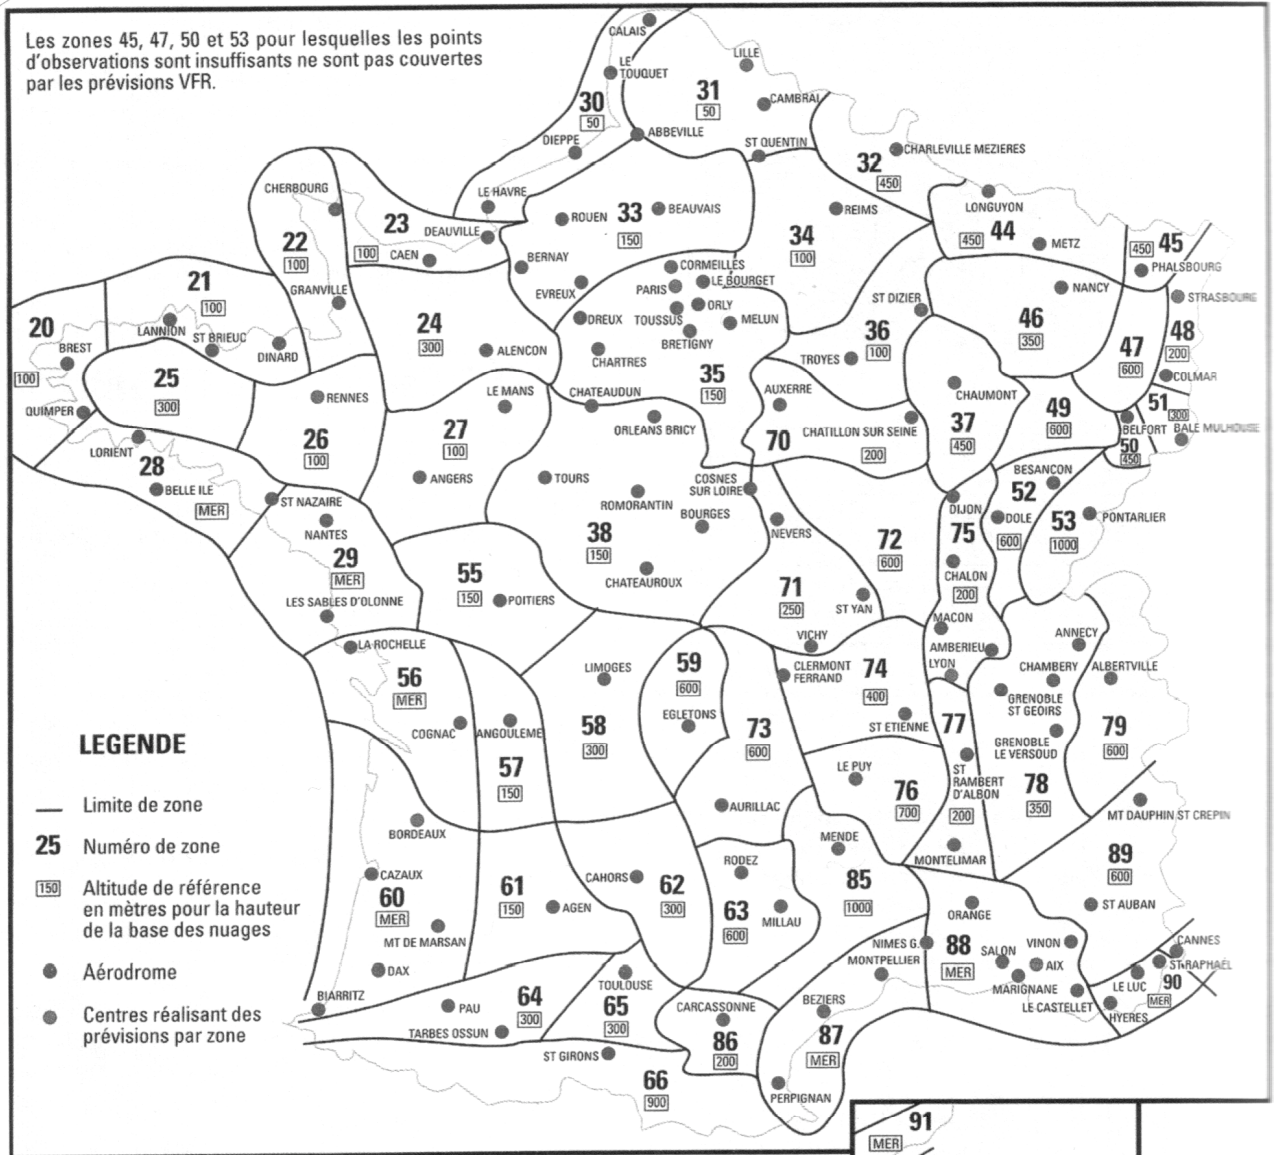 Les zones 45, 47, 50 et 53 pour lesquelles les points
d'observations sont insuffisants ne sont pas couvertes
par les prévisions VFR.
CALAIS
LILLE
LE
TOUQUET
31
50
CAMBRAI
30
50
ABBEVILLE
DIEPPE
ST QUENTIN
CHARLEVILLE MEZIERES
32
450
CHERBOURG
LE HAVRE
LONGUYON
23
ROUEN
33
BEAUVAIS
REIMS
DEAUVILLE
150
34
450
44
METZ
450
45
22
100
100
CAEN
BERNAY
100
CORMEILLES
PHALSBOURG
21
100
GRANVILLE
EVREUX
PARIS
LE BOURGET
NANCY
STRASBOURG
ST DIZIER
ORLY
20
LANNION
ST BRIEUC
DINARD
24
300
DREUX
TOUSSUS
MELUN
BRETIGNY
46
350
36
100
47
600
48
200
BREST
100
ALENCON
CHARTRES
TROYES
25
300
35
150
COLMAR
RENNES
LE MANS
CHATEAUDUN
AUXERRE
CHAUMONT
QUIMPER
ORLEANS BRICY
49
600
51
300
27
100
26
100
70
CHATILLON SUR SEINE
200
37
450
BELFORT
BALE MULHOUSE
50
450
LORIENT
28
BELLE ILE
MER
ANGERS
TOURS
COSNES
SUR LOIRE
BESANCON
52
ST NAZAIRE
ROMORANTIN
DIJON
NANTES
BOURGES
NEVERS
DOLE
600
53
1000
PONTARLIER
38
150
72
600
75
29
MER
55
150
POITIERS
CHATEAUROUX
CHALON
200
71
250
ST YAN
LES SABLES D'OLONNE
MACON
VICHY
ANNECY
LA ROCHELLE
AMBERIEU
LYON
59
600
CLERMONT
FERRAND
74
400
CHAMBERY
ALBERTVILLE
LIMOGES
56
MER
GRENOBLE
ST GEOIRS
EGLETONS
ST ETIENNE
77
COGNAC
ANGOULEME
58
300
73
600
79
600
GRENOBLE
LE VERSOUD
LEGENDE
57
150
LE PUY
ST
RAMBERT
D'ALBON
200
76
700
78
350
Limite de zone
AURILLAC
MT DAUPHIN ST CREPIN
BORDEAUX
MENDE
25 Numéro de zone
MONTELIMAR
RODEZ
89
600
150 Altitude de référence
en mètres pour la hauteur
de la base des nuages
CAZAUX
60
MER
61
150
AGEN
CAHORS
62
300
85
1000
63
600
MILLAU
ORANGE
ST AUBAN
MT DE MARSAN
NIMES G.
88
MER
SALON
VINON
CANNES
MONTPELLIER
AIX
ST RAPHAËL
Aérodrome
DAX
TOULOUSE
MARIGNANE
LE LUC
90
MER
BIARRITZ
PAU
64
300
65
300
CARCASSONNE
BEZIERS
LE CASTELLET
HYERES
Centres réalisant des
prévisions par zone
TARBES OSSUN
ST GIRONS
86
200
87
MER
66
900
PERPIGNAN
91
MER